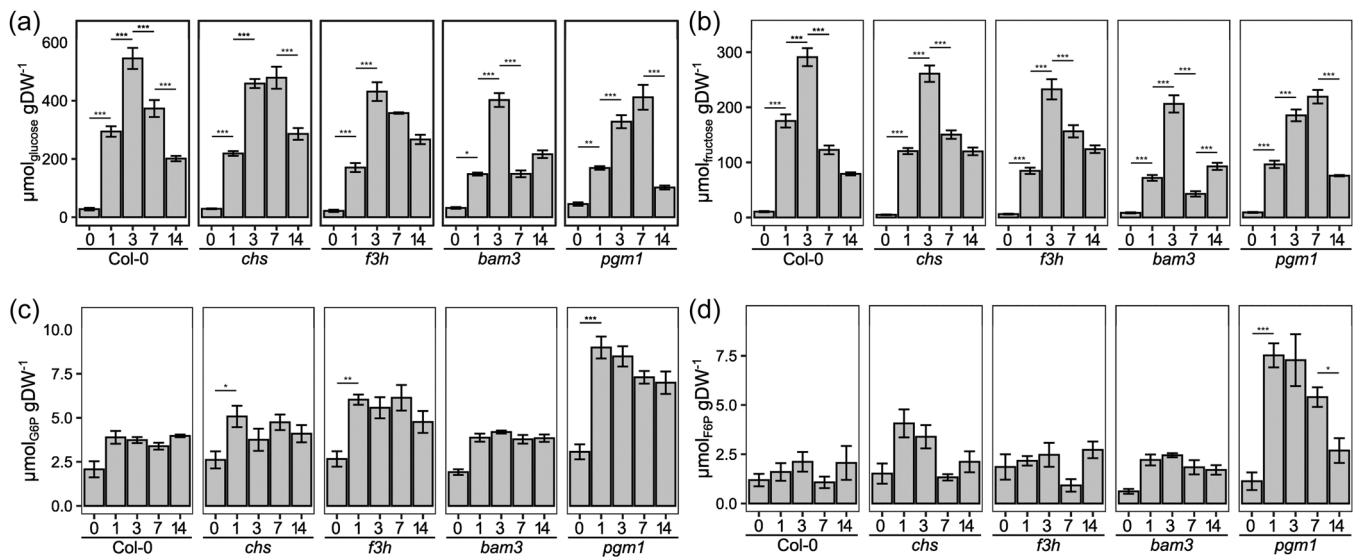 (a)
μmol_glucose gDW⁻¹
600
400
200
0
*** *** *** *** *** *** *** *** *** * *** *** ** *** ***
0 1 3 7 14 0 1 3 7 14 0 1 3 7 14 0 1 3 7 14 0 1 3 7 14
Col-0 chs f3h bam3 pgm1
(b)
μmol_fructose gDW⁻¹
300
200
100
0
*** *** *** *** *** *** *** *** *** *** *** *** *** *** *** ***
0 1 3 7 14 0 1 3 7 14 0 1 3 7 14 0 1 3 7 14 0 1 3 7 14
Col-0 chs f3h bam3 pgm1
(c)
μmol_G6P gDW⁻¹
10.0
7.5
5.0
2.5
0.0
* ** ***
0 1 3 7 14 0 1 3 7 14 0 1 3 7 14 0 1 3 7 14 0 1 3 7 14
Col-0 chs f3h bam3 pgm1
(d)
μmol_F6P gDW⁻¹
7.5
5.0
2.5
0.0
*** *
0 1 3 7 14 0 1 3 7 14 0 1 3 7 14 0 1 3 7 14 0 1 3 7 14
Col-0 chs f3h bam3 pgm1